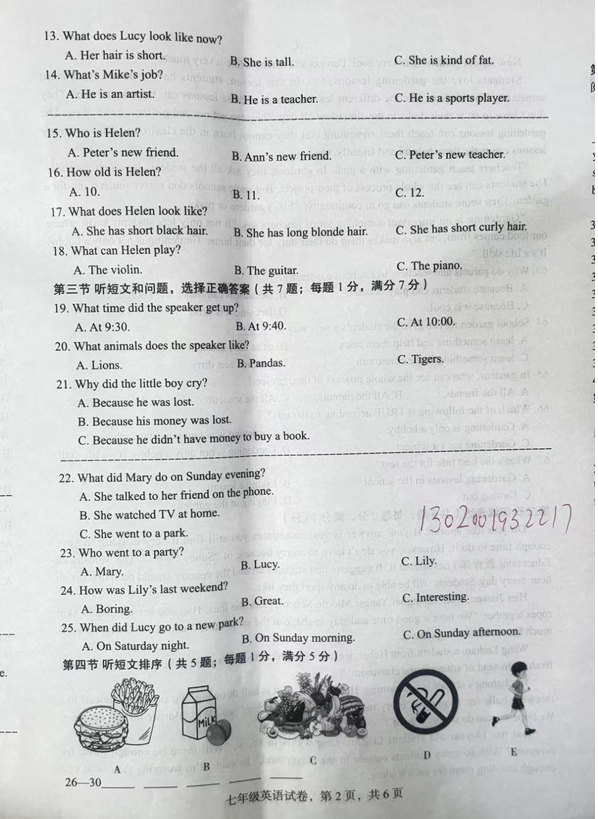 13. What does Lucy look like now?
A. Her hair is short. B. She is tall. C. She is kind of fat.
14. What's Mike's job?
A. He is an artist. B. He is a teacher. C. He is a sports player.
15. Who is Helen?
A. Peter's new friend. B. Ann's new friend. C. Peter's new teacher.
16. How old is Helen?
A. 10. B. 11. C. 12.
17. What does Helen look like?
A. She has short black hair. B. She has long blonde hair. C. She has short curly hair.
18. What can Helen play?
A. The violin. B. The guitar. C. The piano.
第三节 听短文和问题，选择正确答案（共 7 题；每题 1 分，满分 7 分）
19. What time did the speaker get up?
A. At 9:30. B. At 9:40. C. At 10:00.
20. What animals does the speaker like?
A. Lions. B. Pandas. C. Tigers.
21. Why did the little boy cry?
A. Because he was lost.
B. Because his money was lost.
C. Because he didn't have money to buy a book.
22. What did Mary do on Sunday evening?
A. She talked to her friend on the phone.
B. She watched TV at home.
C. She went to a park.
1302001932217
23. Who went to a party?
A. Mary. B. Lucy. C. Lily.
24. How was Lily's last weekend?
A. Boring. B. Great. C. Interesting.
25. When did Lucy go to a new park?
A. On Saturday night. B. On Sunday morning. C. On Sunday afternoon.
第四节 听短文排序（共 5 题；每题 1 分，满分 5 分）
MILK
A B C D E
26—30____ ____ ____ ____ ____
七年级英语试卷，第 2 页，共 6 页